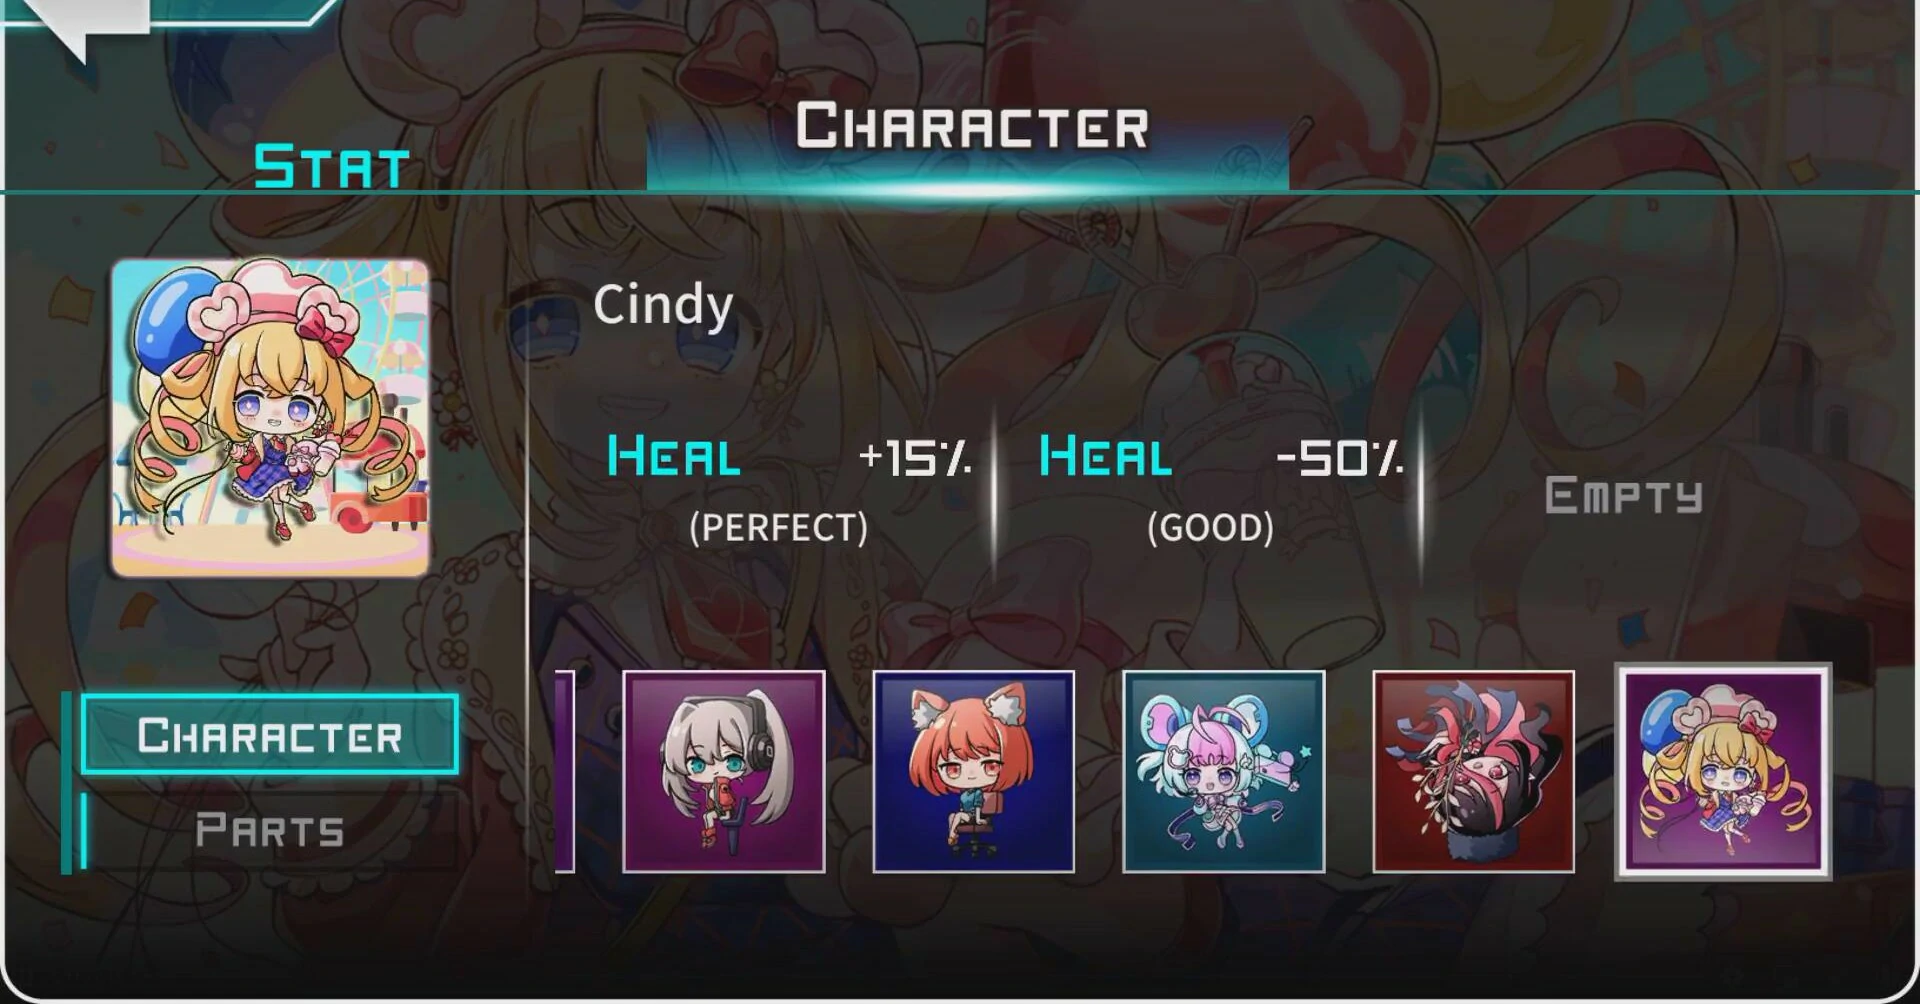 CHARACTER
STAT
Cindy
HEAL +15% HEAL -50%
(PERFECT) (GOOD)
EMPTY
CHARACTER
PARTS